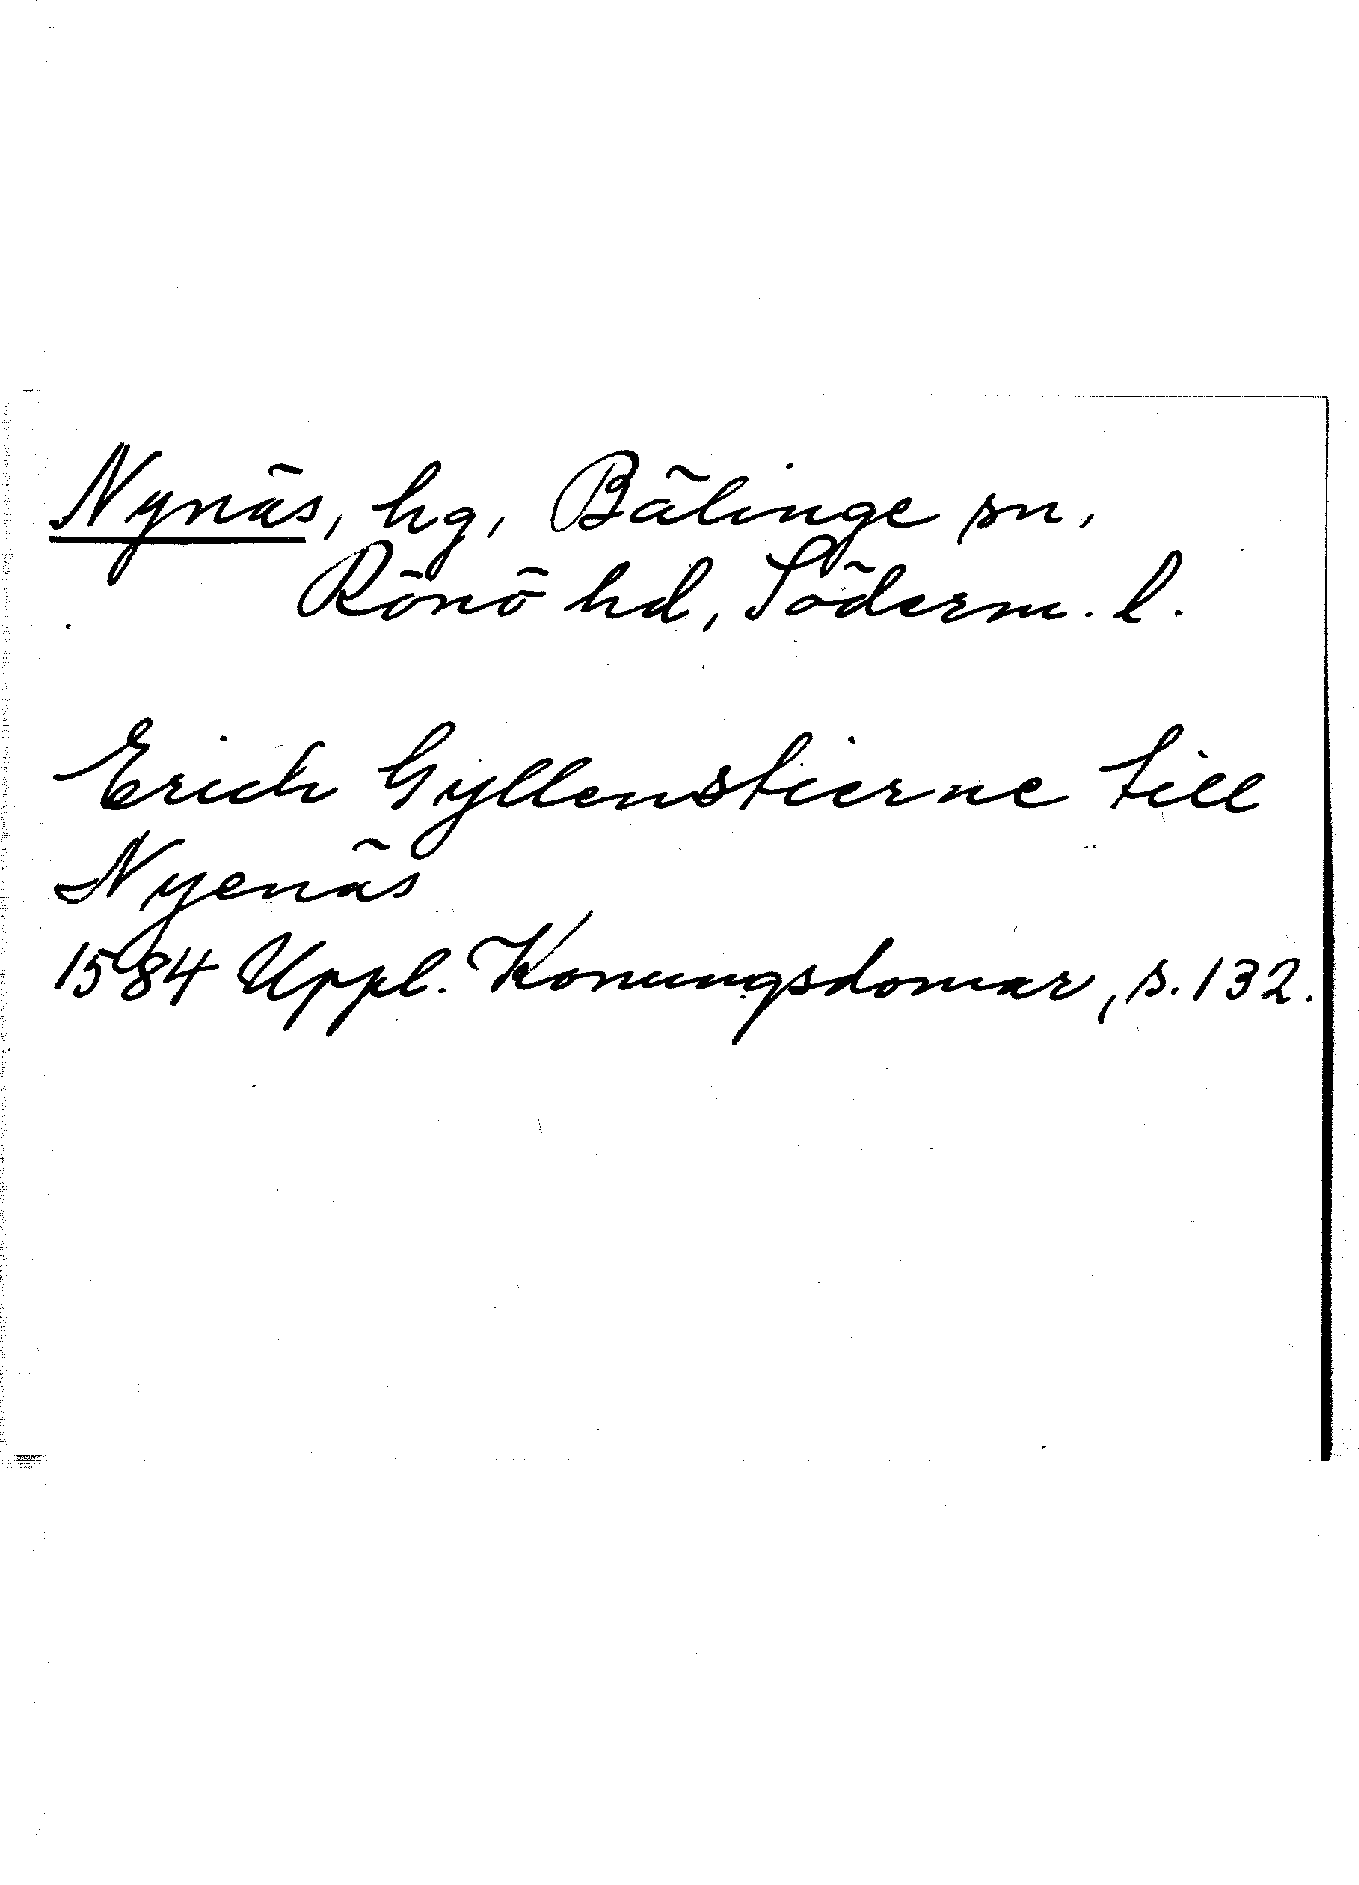 Nynäs, hg, Bälinge sn,
Rönö hd, Söderm. l.
Erich Gyllenstierne till
Nyenäs
1584 Uppl. Konungsdomar, s. 132.